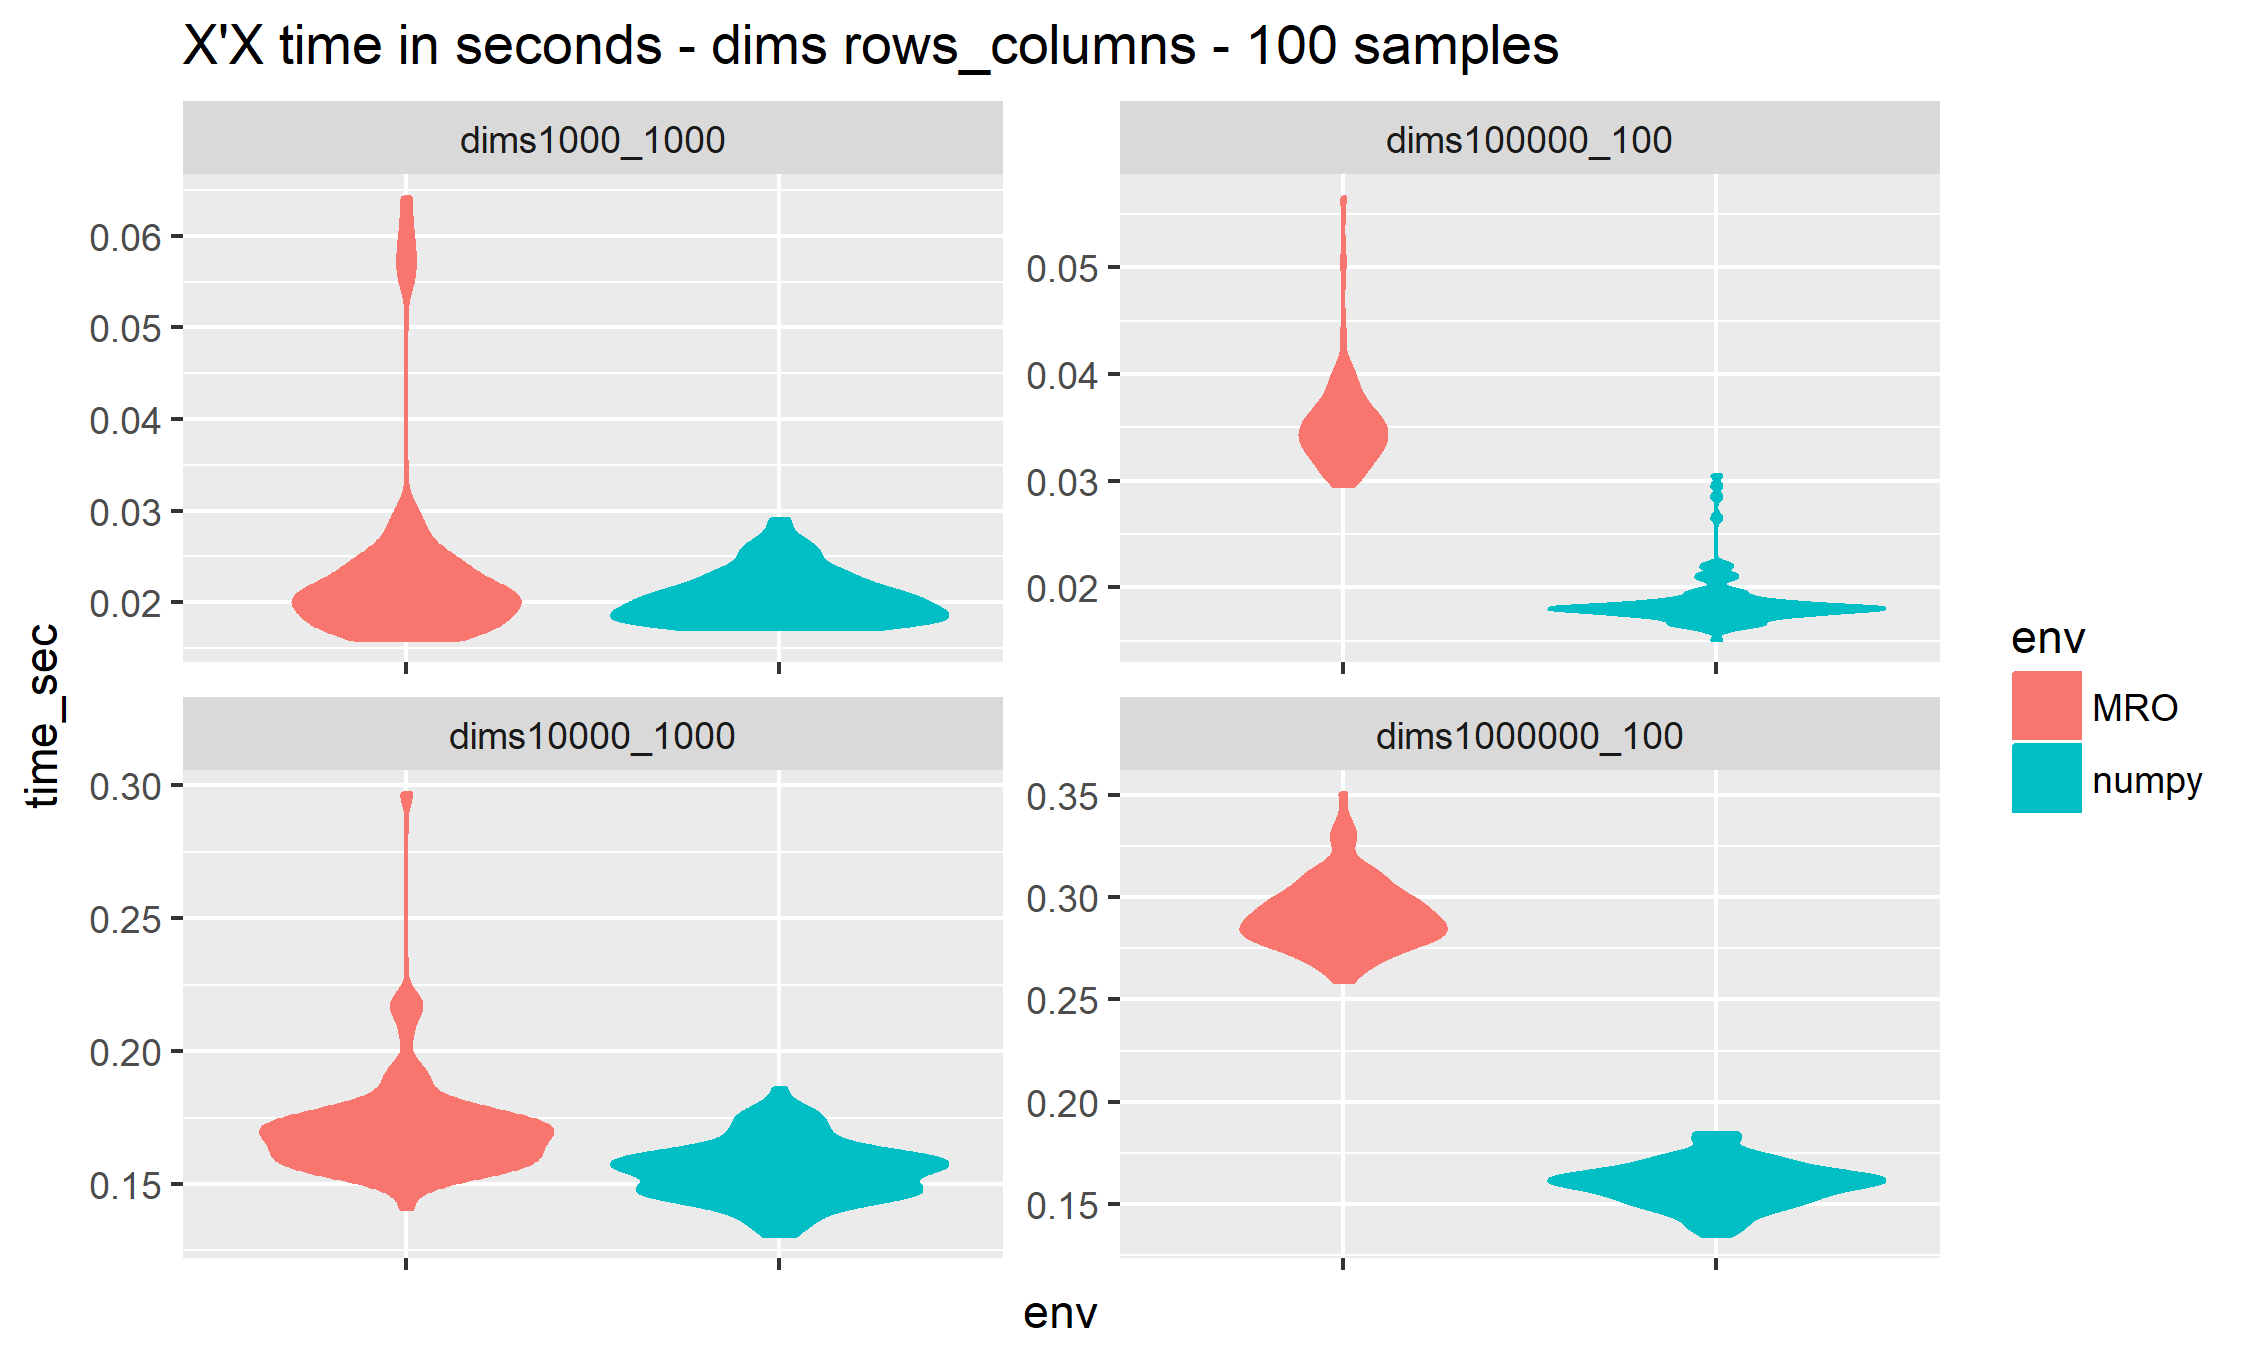 X'X time in seconds - dims rows_columns - 100 samples
dims1000_1000
0.06
0.05
0.04
0.03
0.02
dims100000_100
0.05
0.04
0.03
0.02
dims10000_1000
0.30
0.25
0.20
0.15
dims1000000_100
0.35
0.30
0.25
0.20
0.15
time_sec
env
env
MRO
numpy